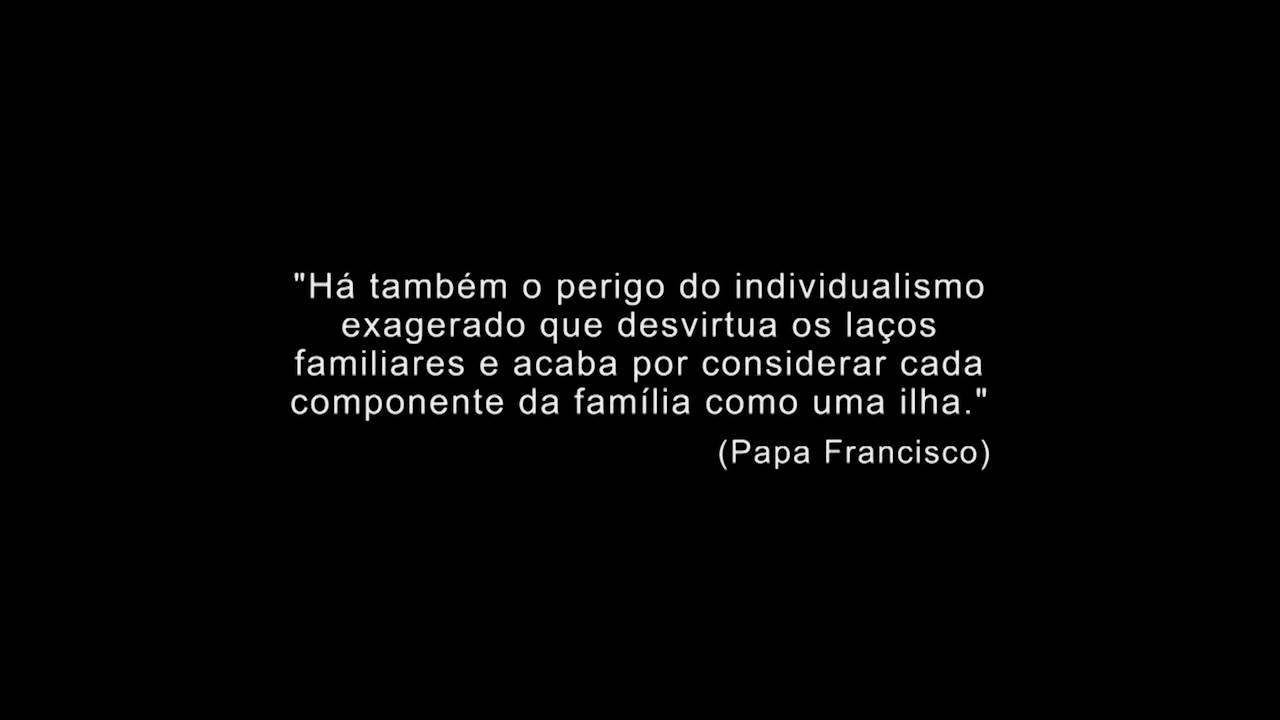 "Há também o perigo do individualismo
exagerado que desvirtua os laços
familiares e acaba por considerar cada
componente da família como uma ilha."
(Papa Francisco)